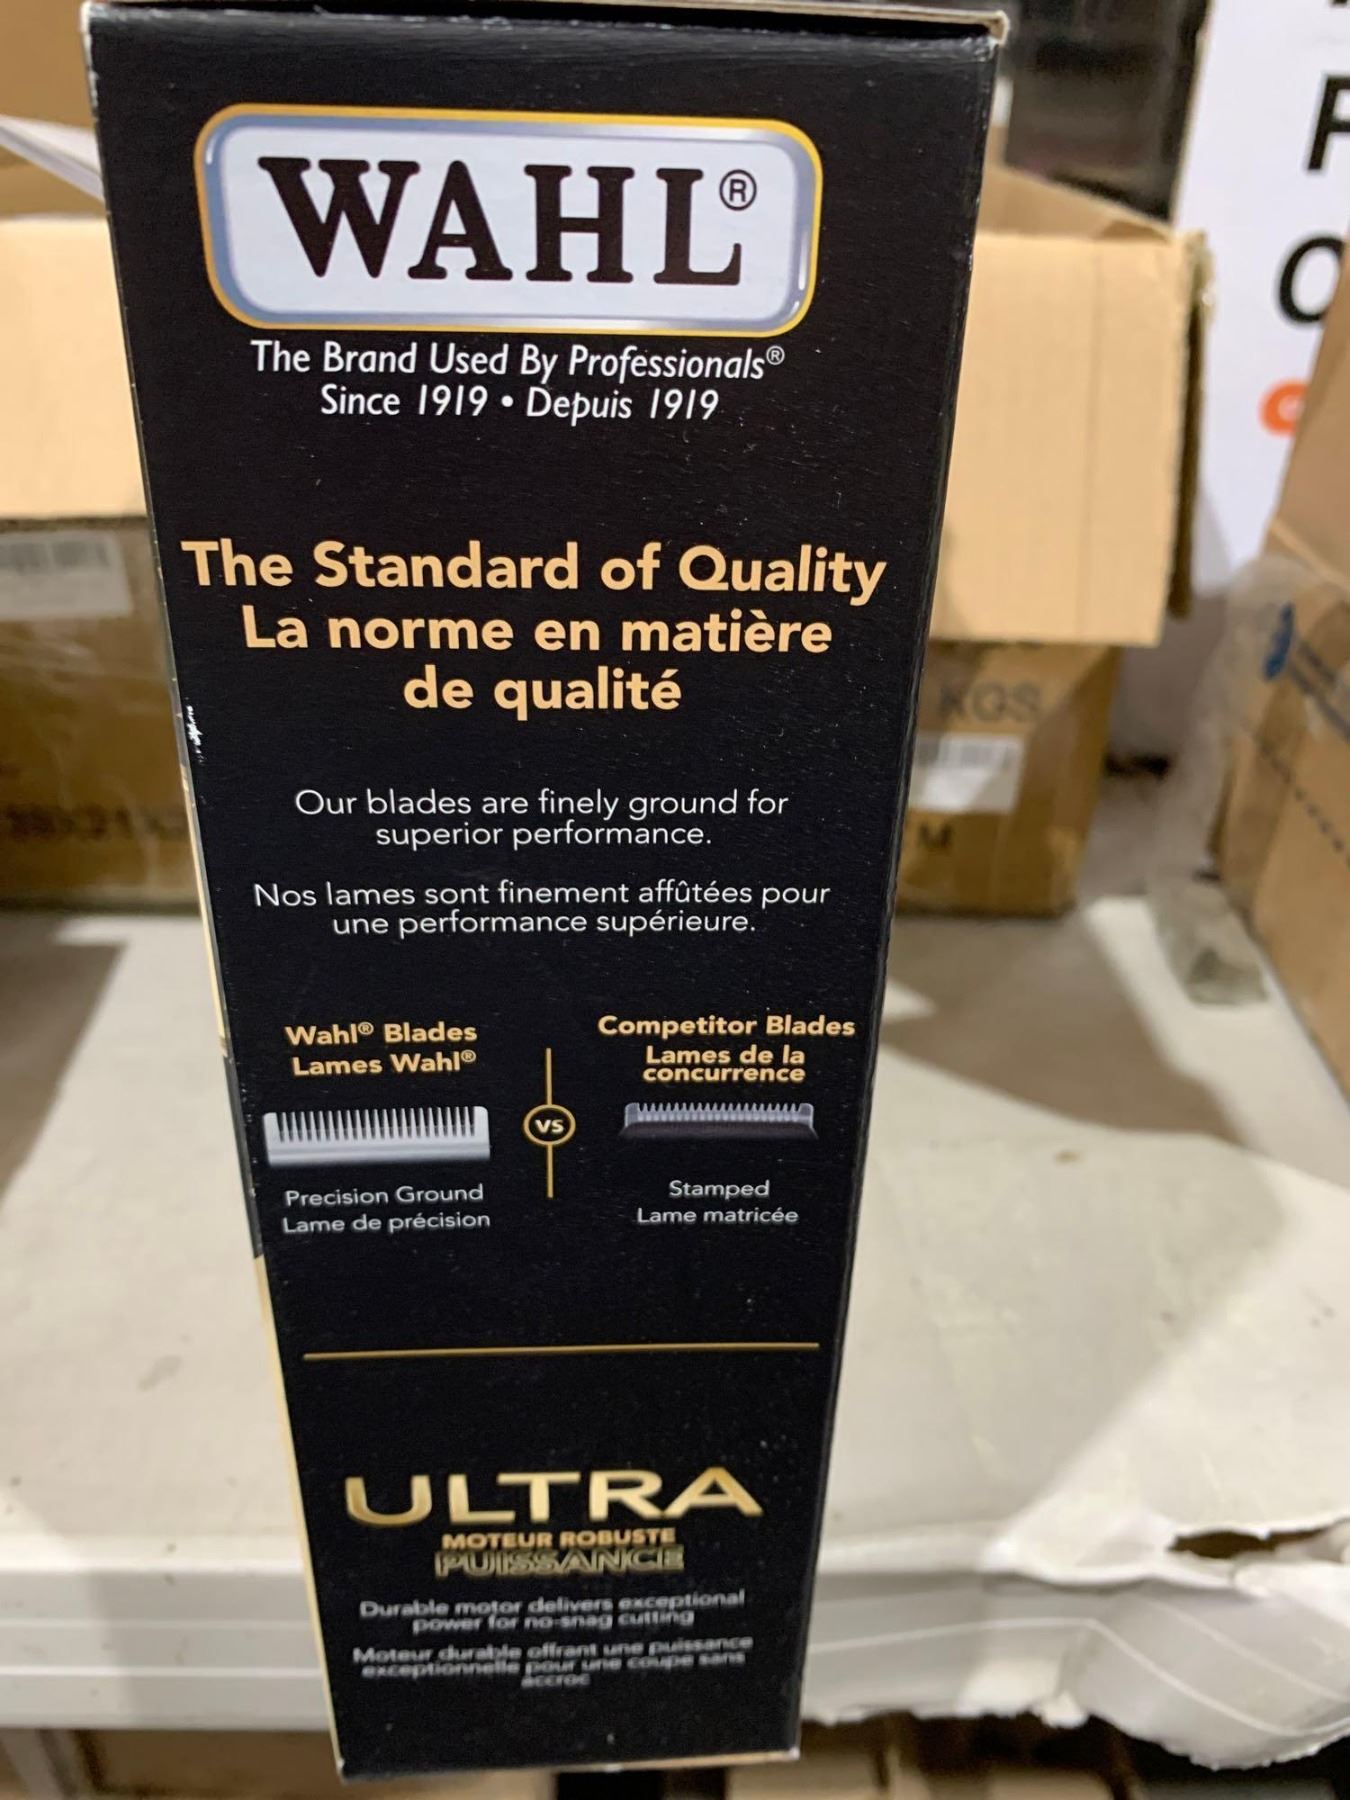 WAHL®
The Brand Used By Professionals®
Since 1919 • Depuis 1919
The Standard of Quality
La norme en matière
de qualité
Our blades are finely ground for
superior performance.
Nos lames sont finement affûtées pour
une performance supérieure.
Wahl® Blades
Lames Wahl®
vs
Competitor Blades
Lames de la
concurrence
Precision Ground
Lame de précision
Stamped
Lame matricée
ULTRA
MOTEUR ROBUSTE
PUISSANCE
Durable motor delivers exceptional
power for no-snag cutting
Moteur durable offrant une puissance
exceptionnelle pour une coupe sans
accroc
KGS